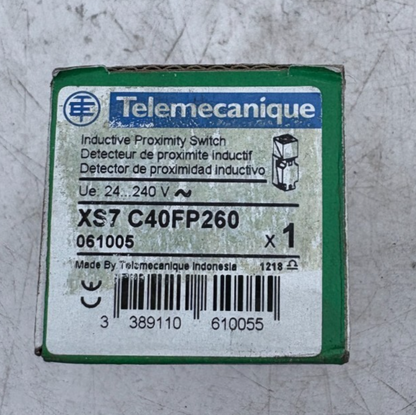 Telemecanique
Inductive Proximity Switch
Detecteur de proximite inductif
Detector de proximidad inductivo
Ue. 24...240 V ~
XS7 C40FP260
061005 x 1
Made By Telemecanique Indonesia 1218
3 389110 610055